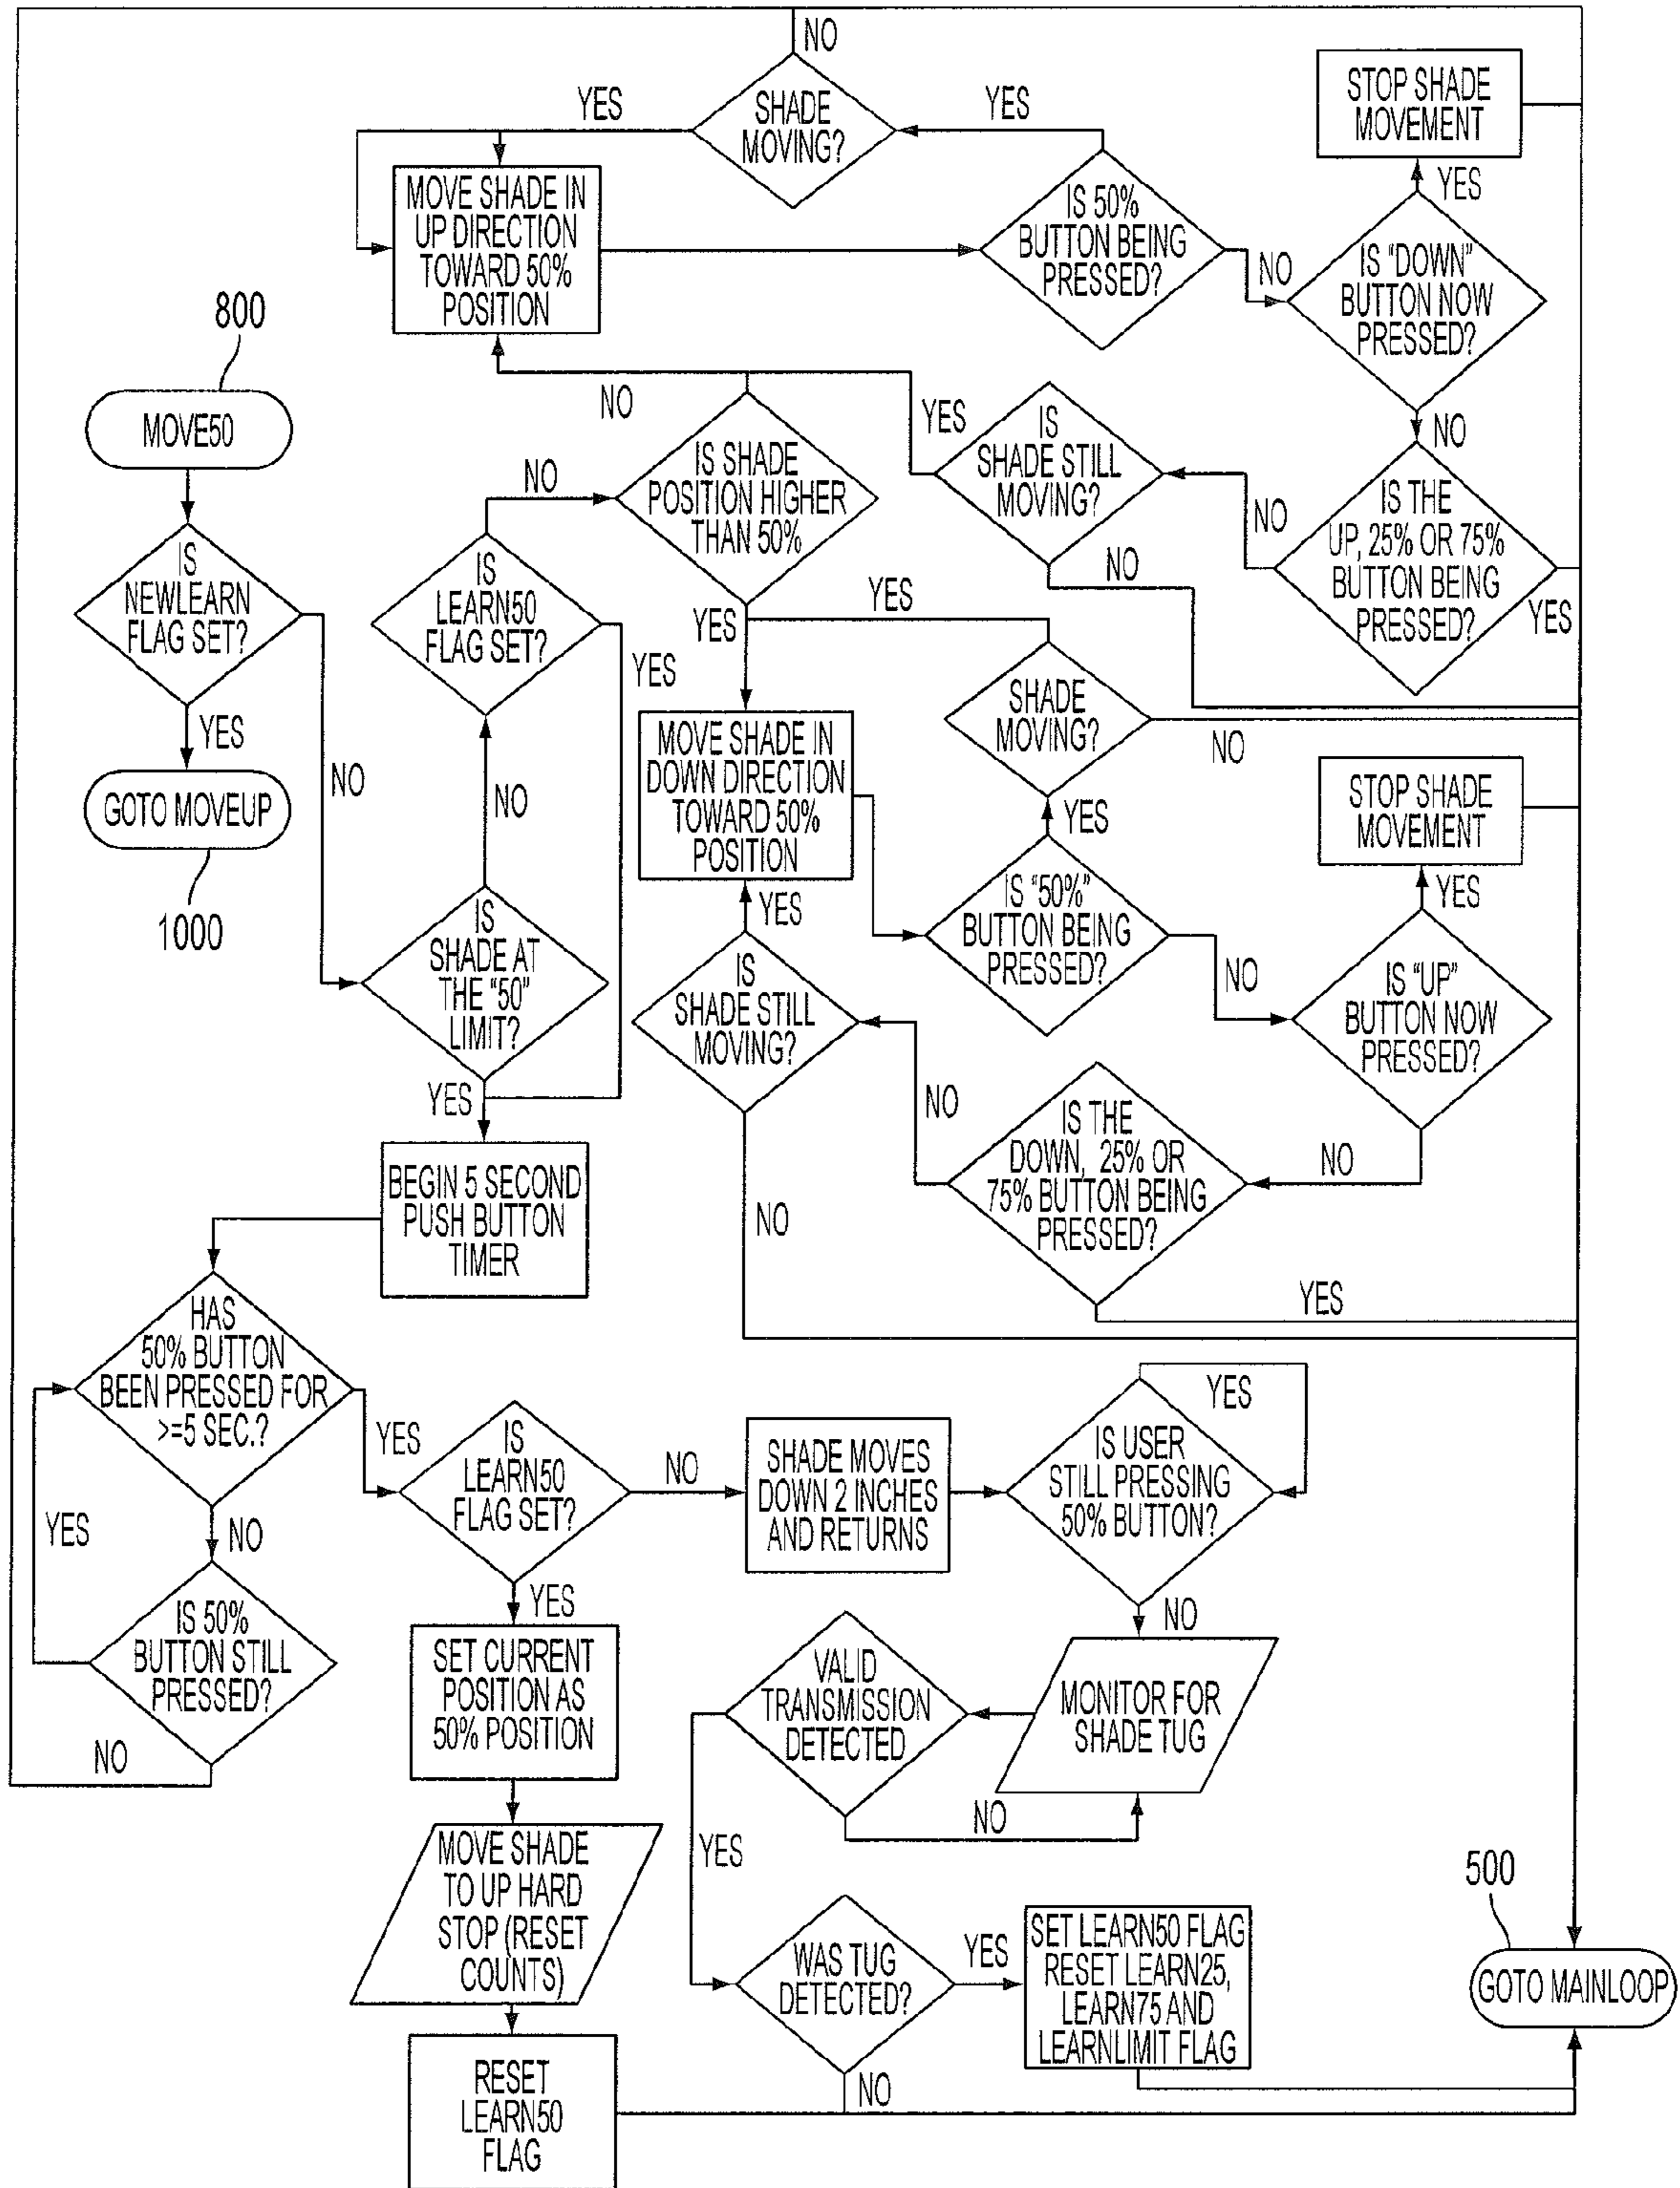 NO
SHADE
MOVING?
YES
YES
STOP SHADE
MOVEMENT
YES
MOVE SHADE IN
UP DIRECTION
TOWARD 50%
POSITION
IS 50%
BUTTON BEING
PRESSED?
NO
IS "DOWN"
BUTTON NOW
PRESSED?
NO
800
MOVE50
IS
NEWLEARN
FLAG SET?
YES
NO
GOTO MOVEUP
1000
NO
IS SHADE
POSITION HIGHER
THAN 50%
NO
YES
YES
IS
SHADE STILL
MOVING?
NO
NO
IS THE
UP, 25% OR 75%
BUTTON BEING
PRESSED?
YES
IS
LEARN50
FLAG SET?
YES
NO
IS
SHADE AT
THE "50"
LIMIT?
YES
YES
SHADE
MOVING?
NO
MOVE SHADE IN
DOWN DIRECTION
TOWARD 50%
POSITION
YES
YES
IS "50%"
BUTTON BEING
PRESSED?
NO
STOP SHADE
MOVEMENT
YES
IS "UP"
BUTTON NOW
PRESSED?
NO
IS
SHADE STILL
MOVING?
NO
NO
IS THE
DOWN, 25% OR
75% BUTTON BEING
PRESSED?
YES
BEGIN 5 SECOND
PUSH BUTTON
TIMER
HAS
50% BUTTON
BEEN PRESSED FOR
>=5 SEC.?
YES
NO
YES
IS 50%
BUTTON STILL
PRESSED?
NO
IS
LEARN50
FLAG SET?
NO
YES
SHADE MOVES
DOWN 2 INCHES
AND RETURNS
IS USER
STILL PRESSING
50% BUTTON?
YES
NO
SET CURRENT
POSITION AS
50% POSITION
VALID
TRANSMISSION
DETECTED
MONITOR FOR
SHADE TUG
NO
YES
MOVE SHADE
TO UP HARD
STOP (RESET
COUNTS)
RESET
LEARN50
FLAG
WAS TUG
DETECTED?
YES
NO
SET LEARN50 FLAG
RESET LEARN25,
LEARN75 AND
LEARNLIMIT FLAG
500
GOTO MAINLOOP